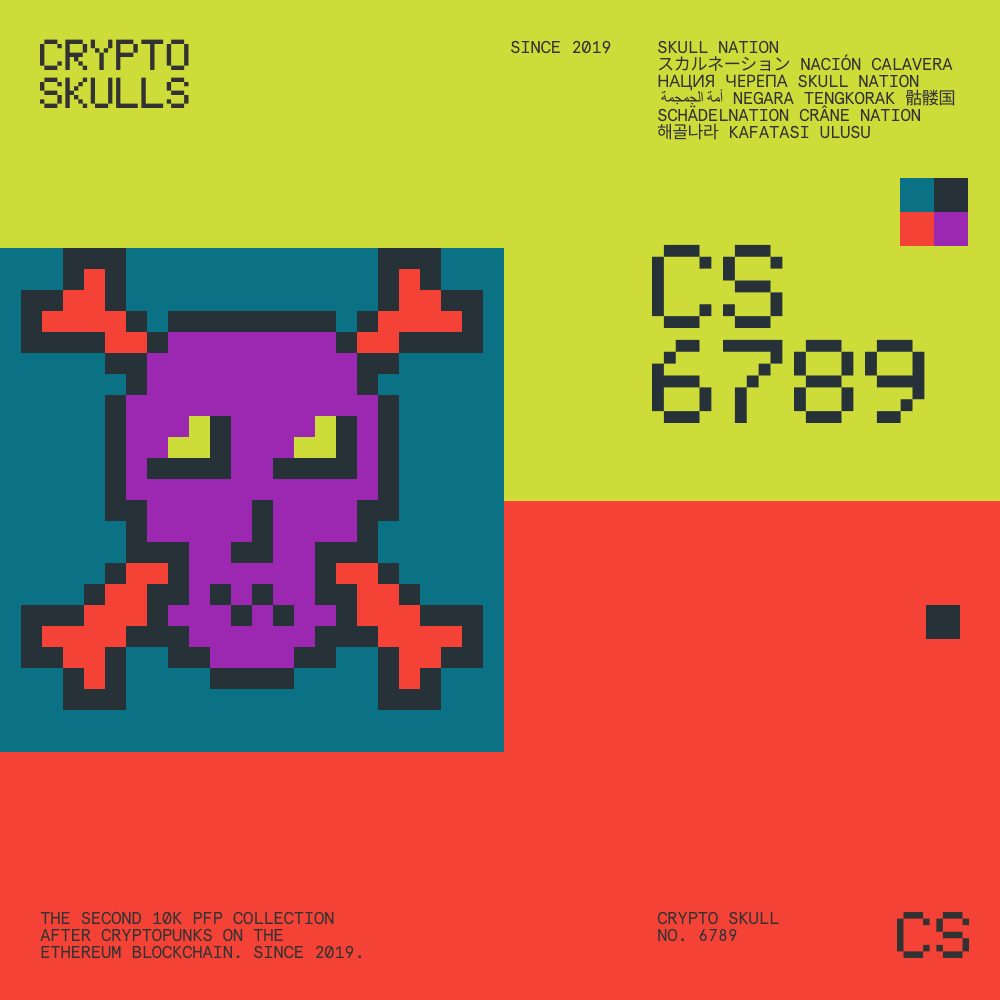 CRYPTO
SKULLS
SINCE 2019
SKULL NATION
スカルネーション NACIÓN CALAVERA
НАЦИЯ ЧЕРЕПА SKULL NATION
أمة الجمجمة NEGARA TENGKORAK 骷髅国
SCHÄDELNATION CRÂNE NATION
해골나라 KAFATASI ULUSU
CS
6789
THE SECOND 10K PFP COLLECTION
AFTER CRYPTOPUNKS ON THE
ETHEREUM BLOCKCHAIN. SINCE 2019.
CRYPTO SKULL
NO. 6789
CS